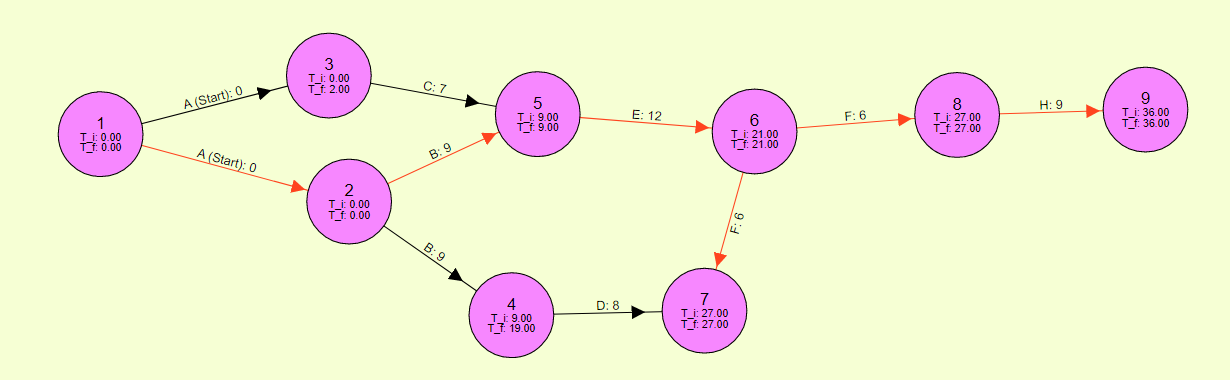 1
T_i: 0.00
T_f: 0.00
A (Start): 0
3
T_i: 0.00
T_f: 2.00
A (Start): 0
2
T_i: 0.00
T_f: 0.00
C: 7
B: 9
5
T_i: 9.00
T_f: 9.00
B: 9
4
T_i: 9.00
T_f: 19.00
E: 12
6
T_i: 21.00
T_f: 21.00
D: 8
F: 6
7
T_i: 27.00
T_f: 27.00
F: 6
8
T_i: 27.00
T_f: 27.00
H: 9
9
T_i: 36.00
T_f: 36.00